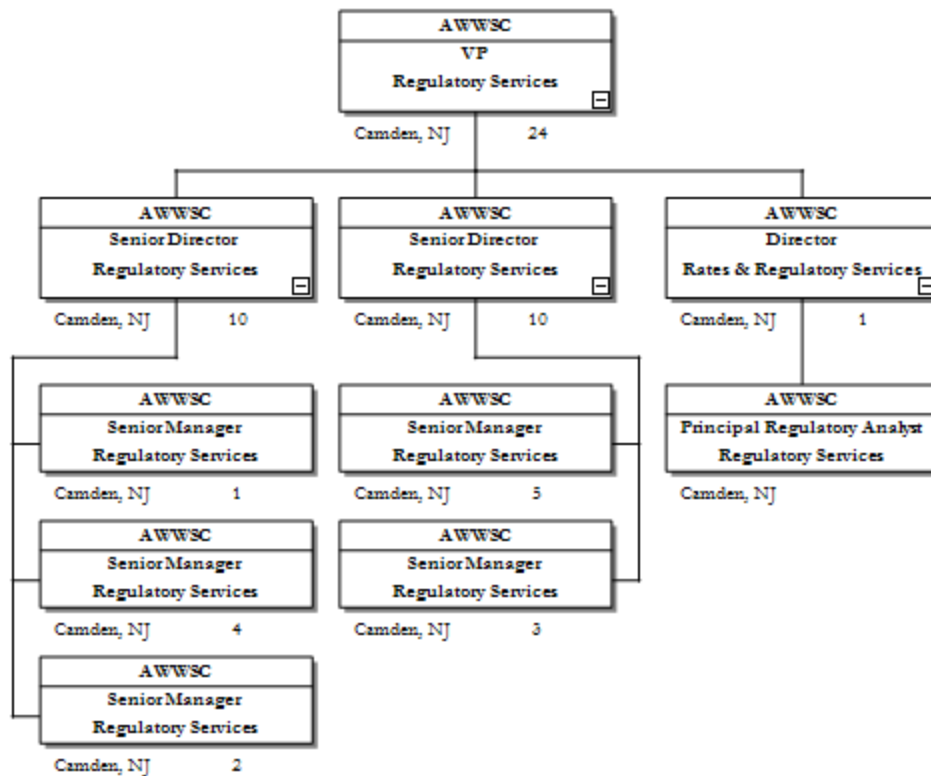 AWWSC
VP
Regulatory Services
Camden, NJ 24
AWWSC
Senior Director
Regulatory Services
Camden, NJ 10
AWWSC
Senior Director
Regulatory Services
Camden, NJ 10
AWWSC
Director
Rates & Regulatory Services
Camden, NJ 1
AWWSC
Senior Manager
Regulatory Services
Camden, NJ 1
AWWSC
Senior Manager
Regulatory Services
Camden, NJ 5
AWWSC
Principal Regulatory Analyst
Regulatory Services
Camden, NJ
AWWSC
Senior Manager
Regulatory Services
Camden, NJ 4
AWWSC
Senior Manager
Regulatory Services
Camden, NJ 3
AWWSC
Senior Manager
Regulatory Services
Camden, NJ 2